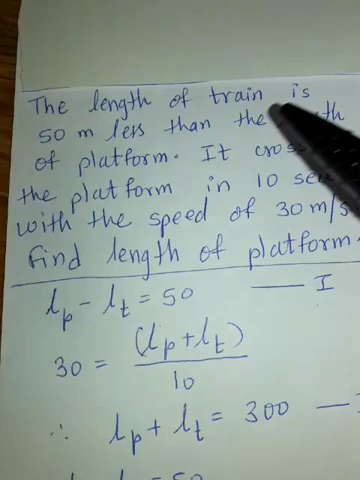 The length of train is
50 m less than the
of platform. It
the platform in 10
with the speed of 30 m/s
find length of platform.
lp - lt = 50 — I
30 = (lp + lt) / 10
∴ lp + lt = 300 —